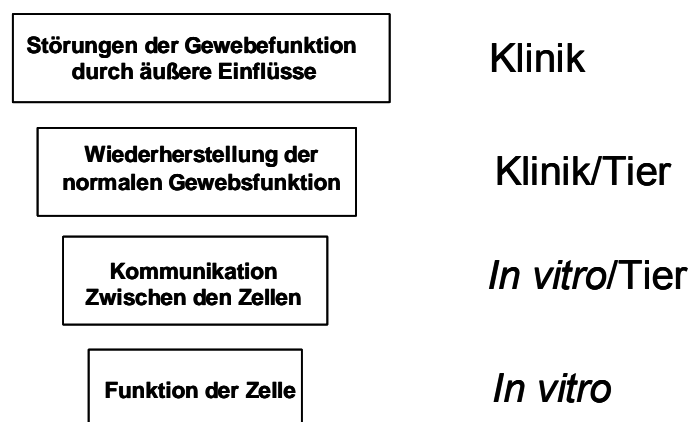 Störungen der Gewebefunktion
durch äußere Einflüsse
Klinik
Wiederherstellung der
normalen Gewebsfunktion
Klinik/Tier
Kommunikation
Zwischen den Zellen
In vitro/Tier
Funktion der Zelle
In vitro